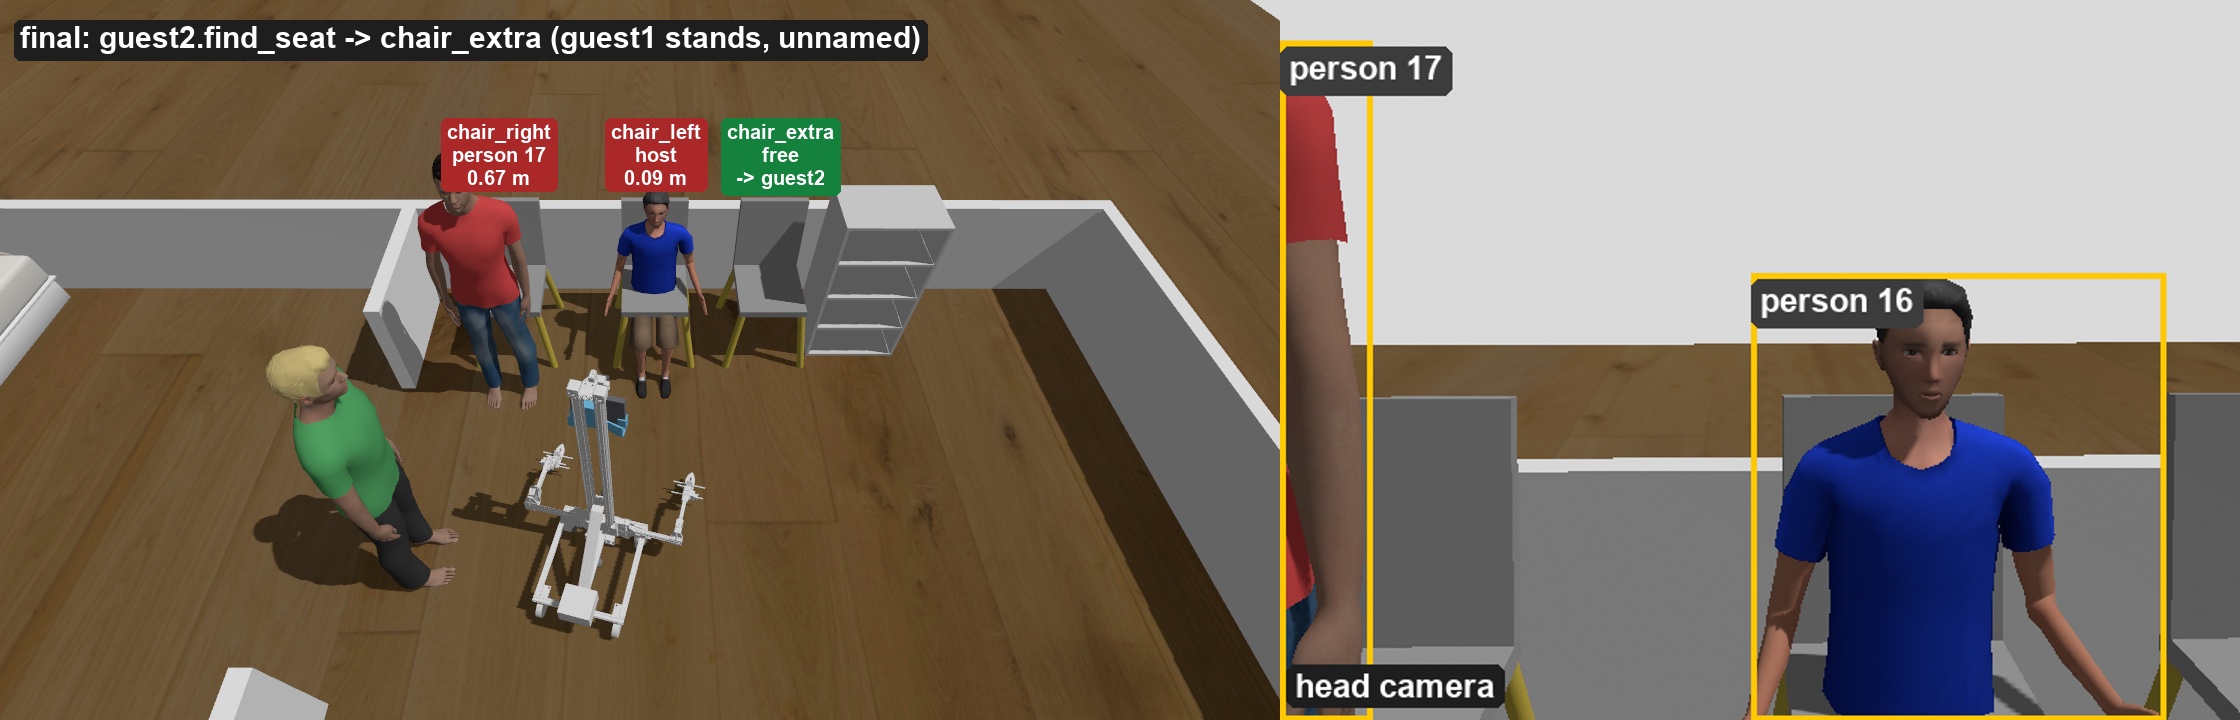 final: guest2.find_seat -> chair_extra (guest1 stands, unnamed)
chair_right
person 17
0.67 m
chair_left
host
0.09 m
chair_extra
free
-> guest2
person 17
person 16
head camera